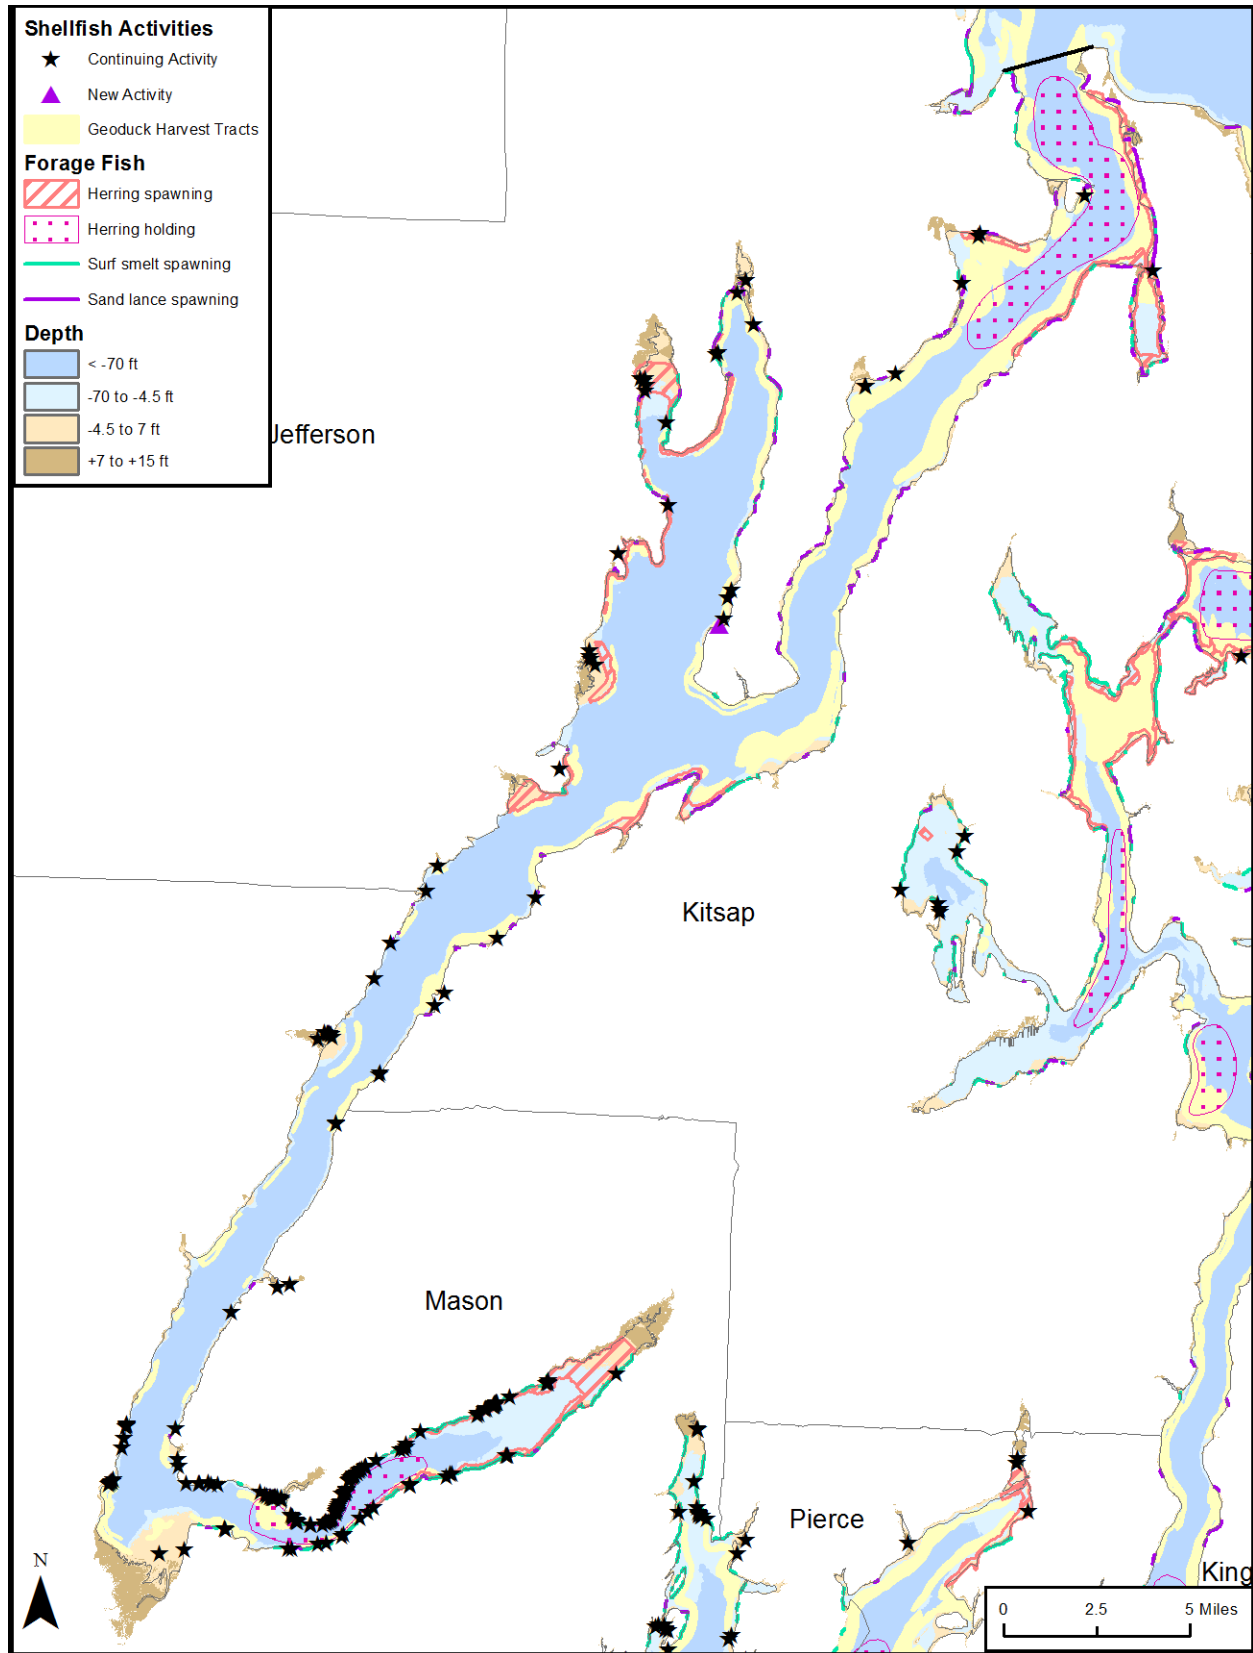 Shellfish Activities
Continuing Activity
New Activity
Geoduck Harvest Tracts
Forage Fish
Herring spawning
Herring holding
Surf smelt spawning
Sand lance spawning
Depth
< -70 ft
-70 to -4.5 ft
-4.5 to 7 ft
+7 to +15 ft
Jefferson
Kitsap
Mason
Pierce
King
N
0 2.5 5 Miles